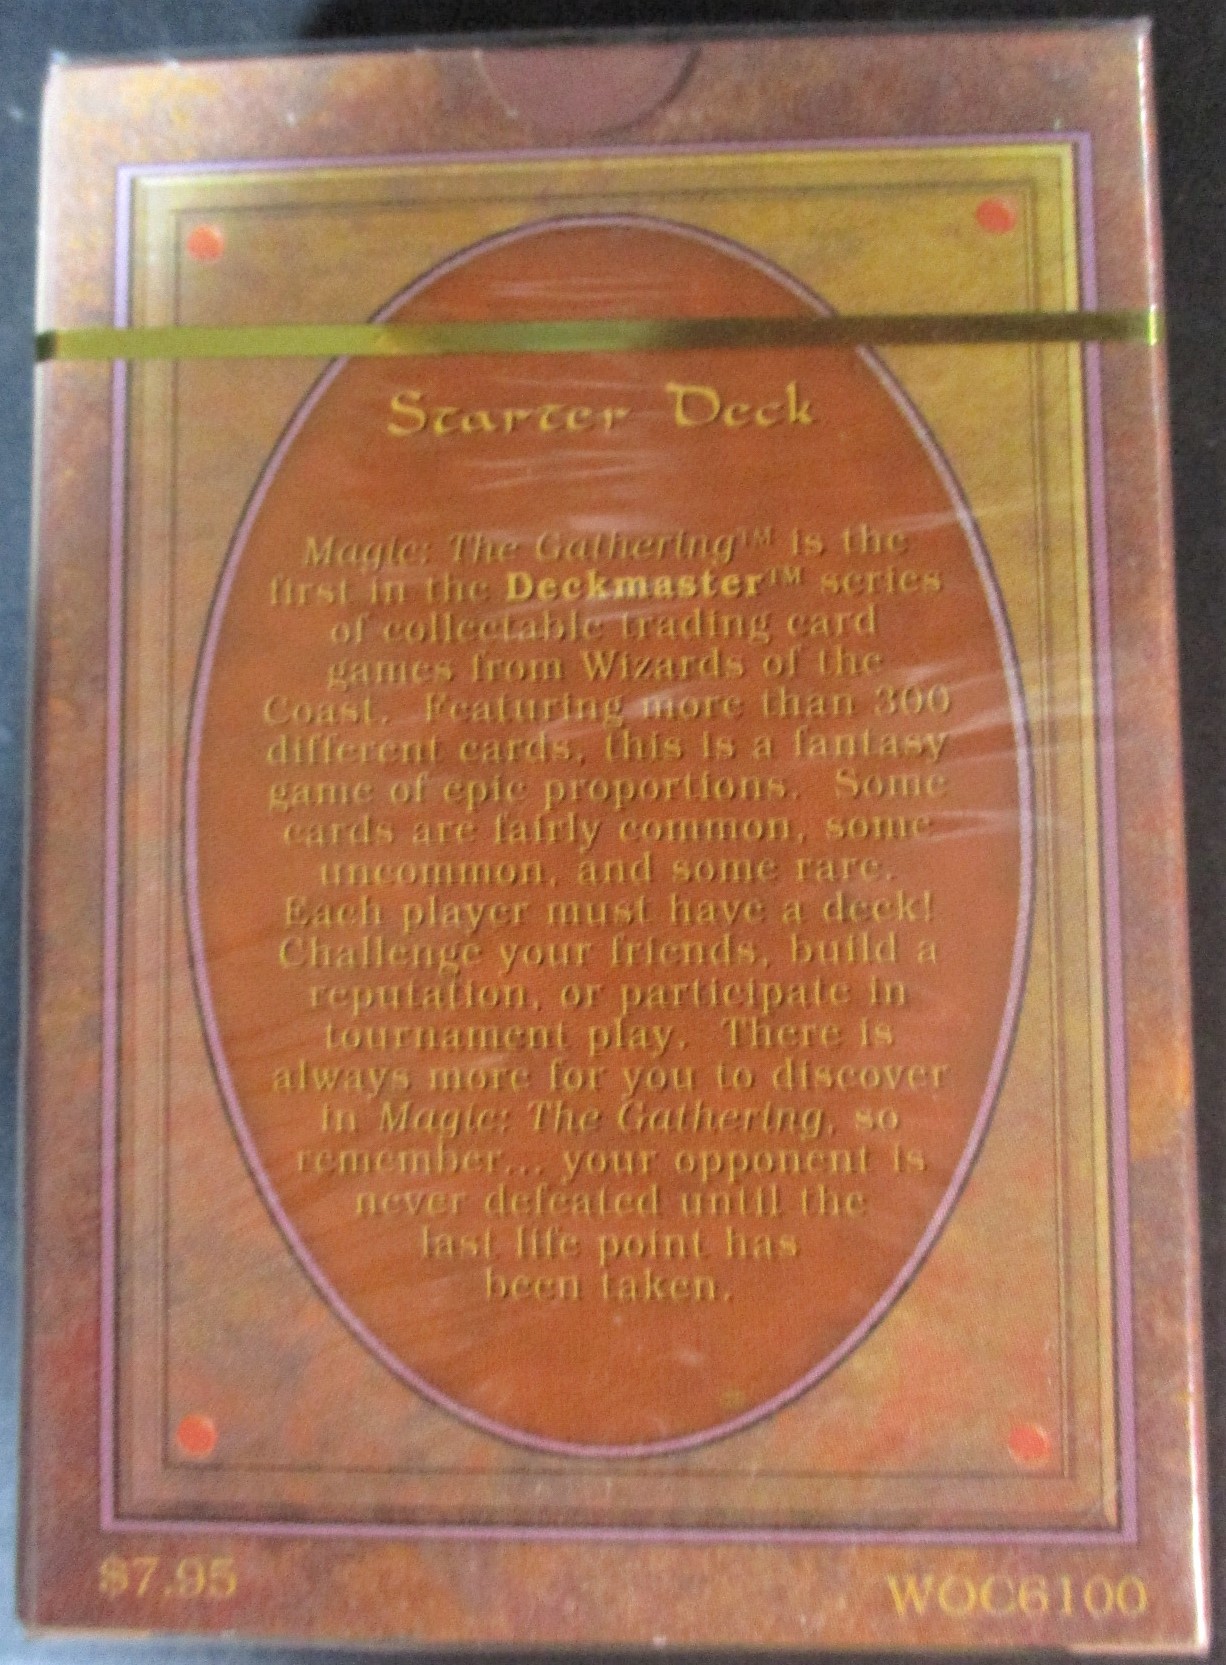 Starter Deck
Magic: The Gathering™ is the
first in the Deckmaster™ series
of collectable trading card
games from Wizards of the
Coast. Featuring more than 300
different cards, this is a fantasy
game of epic proportions. Some
cards are fairly common, some
uncommon, and some rare.
Each player must have a deck!
Challenge your friends, build a
reputation, or participate in
tournament play. There is
always more for you to discover
in Magic: The Gathering, so
remember... your opponent is
never defeated until the
last life point has
been taken.
$7.95
WOC6100